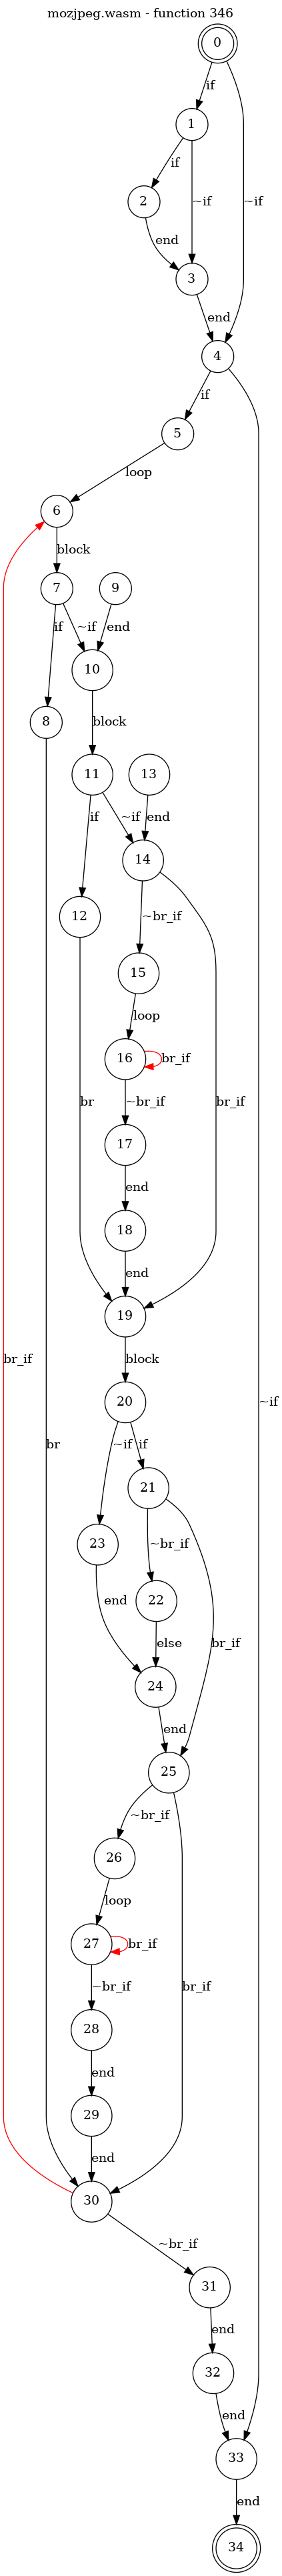 mozjpeg.wasm - function 346
0
if
1
if
~if
~if
2
end
3
end
4
if
5
loop
6
block
7
9
if
~if
end
10
8
block
11
13
if
~if
end
14
12
~br_if
15
loop
16
br_if
br
~br_if
br_if
17
end
18
end
19
br_if
block
~if
20
br
~if
if
21
~br_if
23
22
end
else
br_if
24
end
25
~br_if
26
loop
27
br_if
br_if
~br_if
28
end
29
end
30
~br_if
31
end
32
end
33
end
34